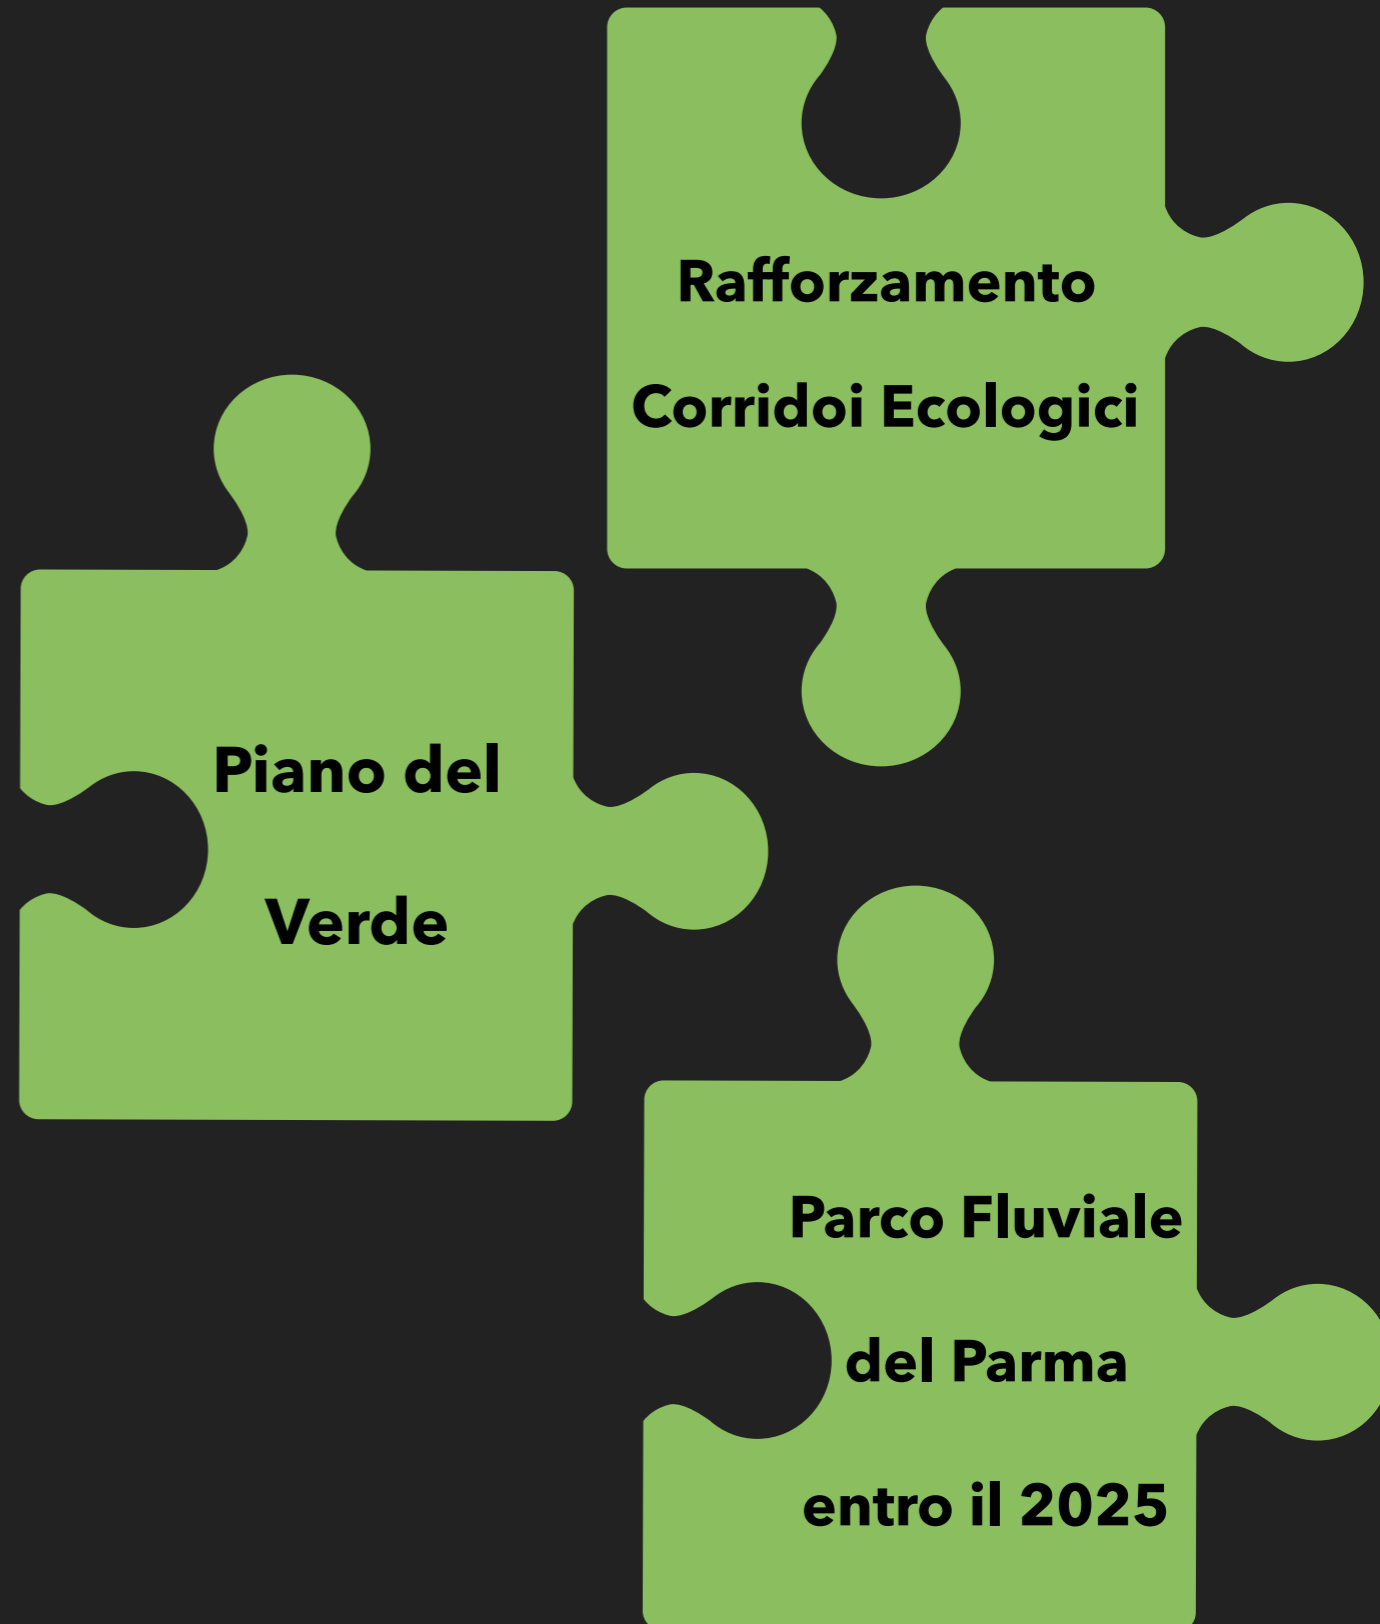 Rafforzamento
Corridoi Ecologici
Piano del
Verde
Parco Fluviale
del Parma
entro il 2025